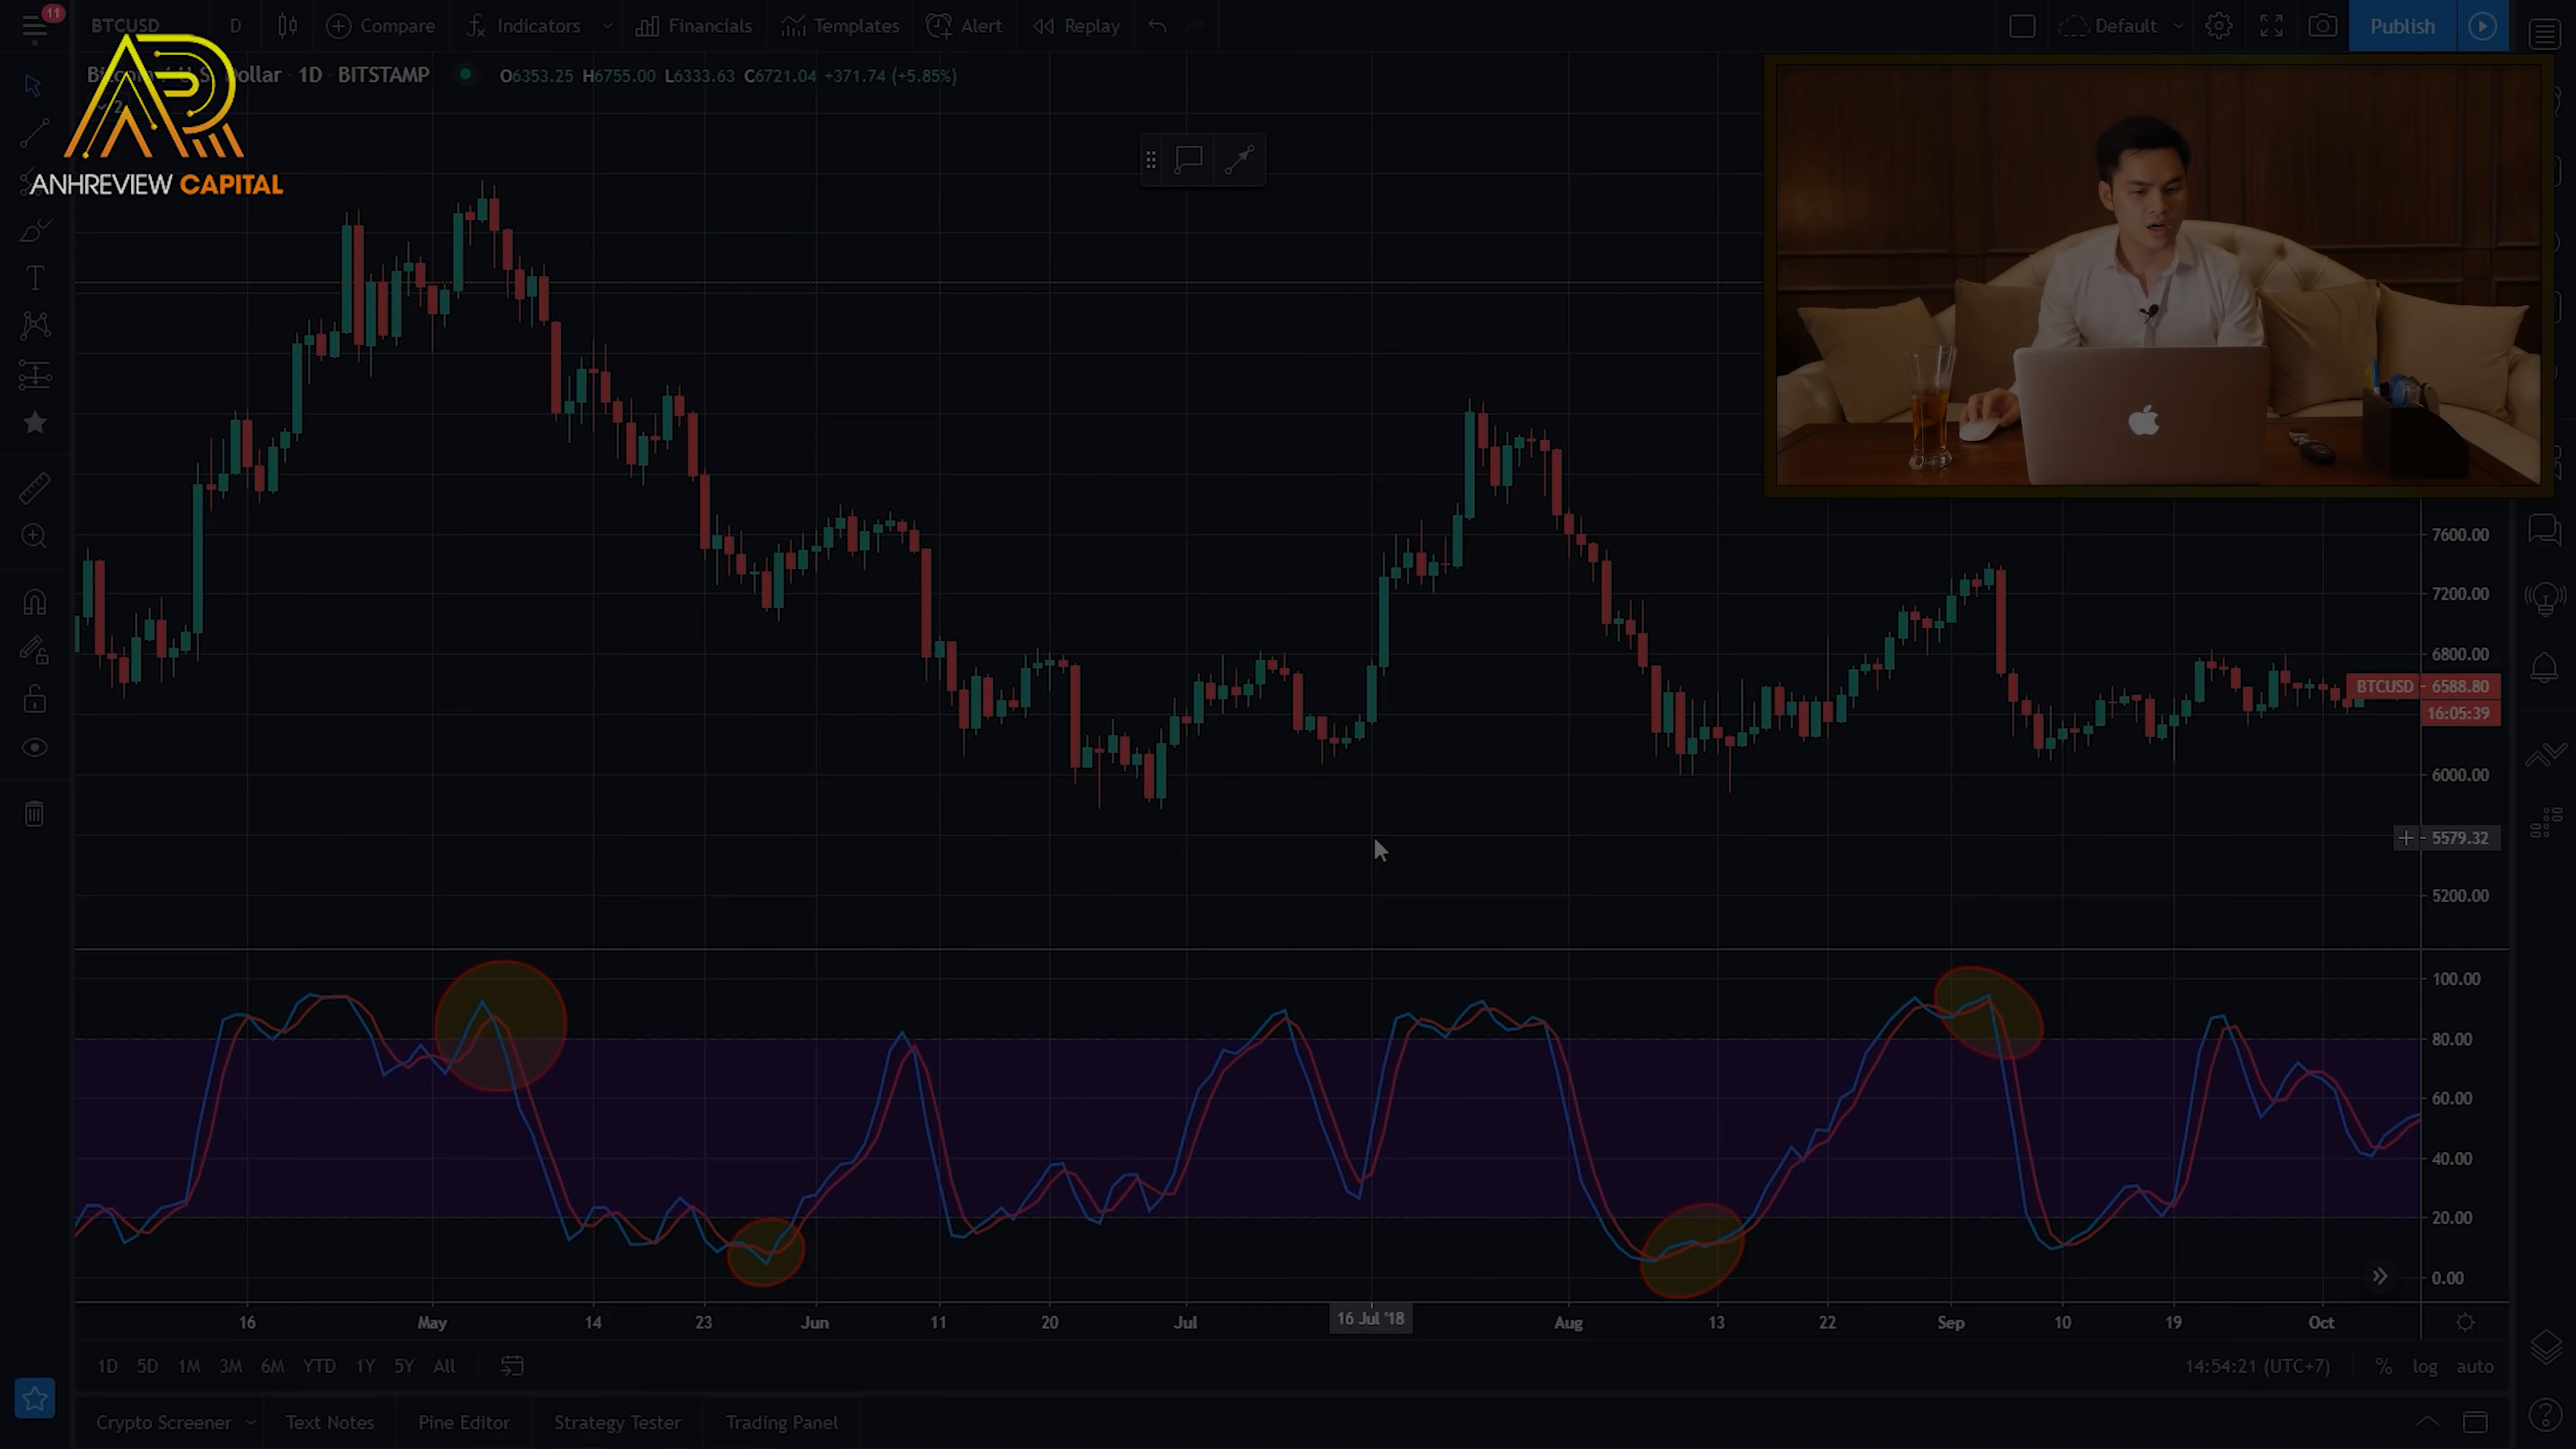 11
BTCUSD D Compare Indicators Financials Templates Alert Replay Default Publish
Dollar · 1D · BITSTAMP O6353.25 H6755.00 L6333.63 C6721.04 +371.74 (+5.85%)
2
ANHREVIEW CAPITAL
7600.00
7200.00
6800.00
BTCUSD 6588.80
16:05:39
6000.00
5579.32
5200.00
100.00
80.00
60.00
40.00
20.00
0.00
16 May 14 23 Jun 11 20 Jul 16 Jul '18 Aug 13 22 Sep 10 19 Oct
1D 5D 1M 3M 6M YTD 1Y 5Y All 14:54:21 (UTC+7) % log auto
Crypto Screener Text Notes Pine Editor Strategy Tester Trading Panel